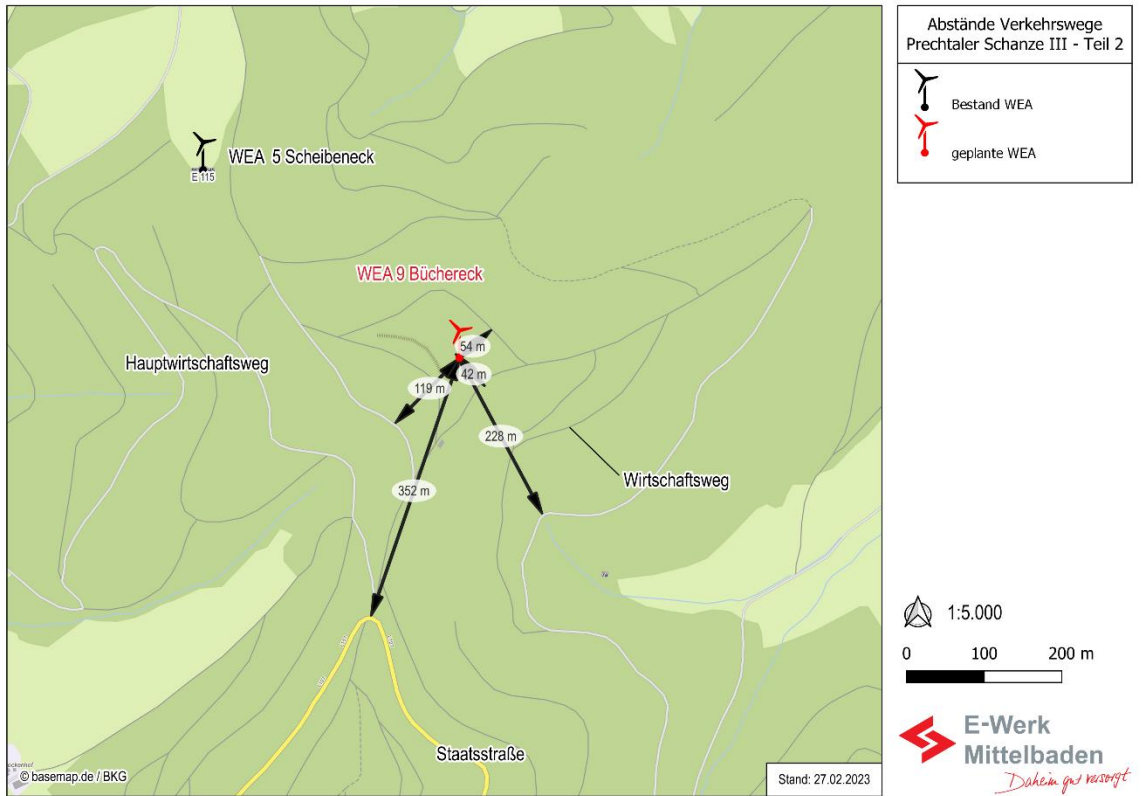 Abstände Verkehrswege
Prechtaler Schanze III - Teil 2
Bestand WEA
geplante WEA
WEA 5 Scheibeneck
E 115
WEA 9 Büchereck
54 m
42 m
119 m
228 m
352 m
Hauptwirtschaftsweg
Wirtschaftsweg
Staatsstraße
© basemap.de / BKG
Stand: 27.02.2023
1:5.000
0 100 200 m
E-Werk
Mittelbaden
Daheim gut versorgt